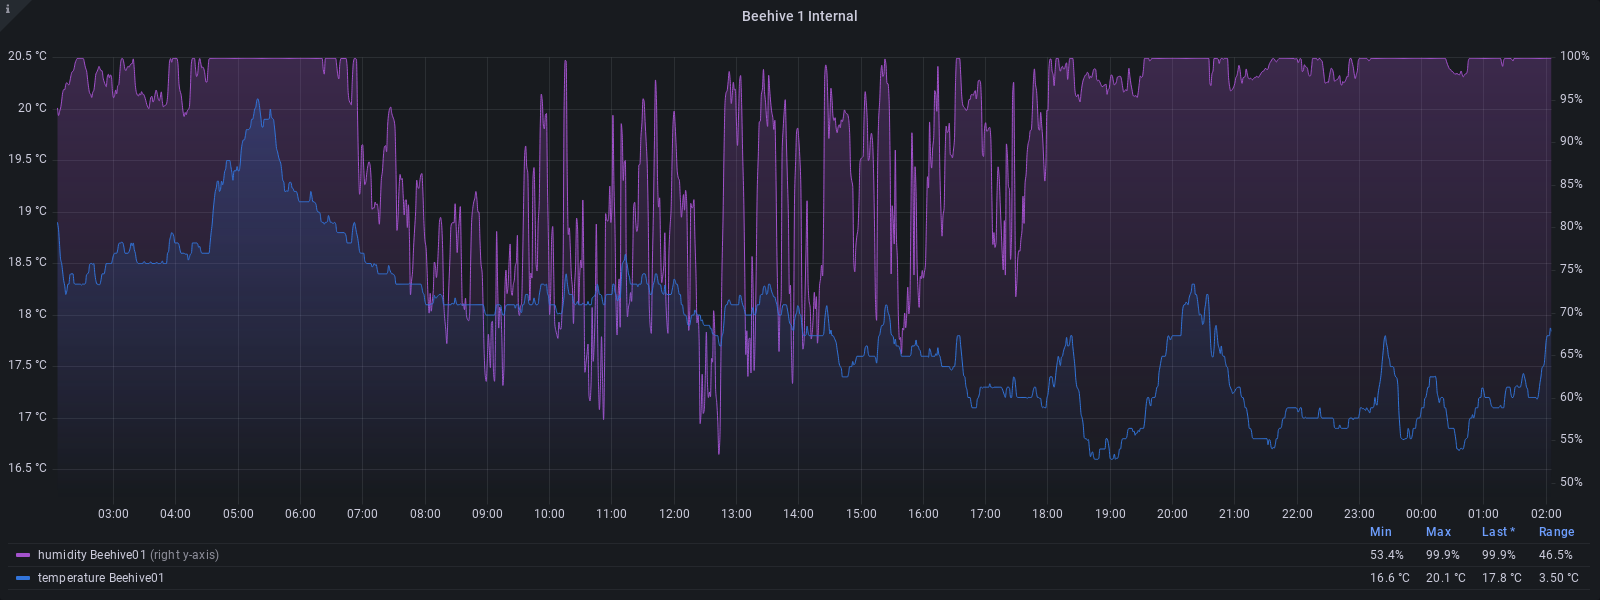 i
Beehive 1 Internal
20.5 °C 100%
20 °C 95%
19.5 °C 90%
19 °C 85%
18.5 °C 80%
18 °C 75%
17.5 °C 70%
17 °C 65%
16.5 °C 60%
55%
50%
03:00 04:00 05:00 06:00 07:00 08:00 09:00 10:00 11:00 12:00 13:00 14:00 15:00 16:00 17:00 18:00 19:00 20:00 21:00 22:00 23:00 00:00 01:00 02:00
Min Max Last * Range
humidity Beehive01 (right y-axis) 53.4% 99.9% 99.9% 46.5%
temperature Beehive01 16.6 °C 20.1 °C 17.8 °C 3.50 °C